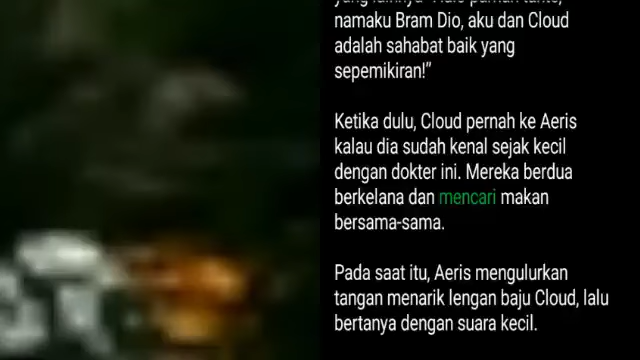 namaku Bram Dio, aku dan Cloud
adalah sahabat baik yang
sepemikiran!”
Ketika dulu, Cloud pernah ke Aeris
kalau dia sudah kenal sejak kecil
dengan dokter ini. Mereka berdua
berkelana dan mencari makan
bersama-sama.
Pada saat itu, Aeris mengulurkan
tangan menarik lengan baju Cloud, lalu
bertanya dengan suara kecil.